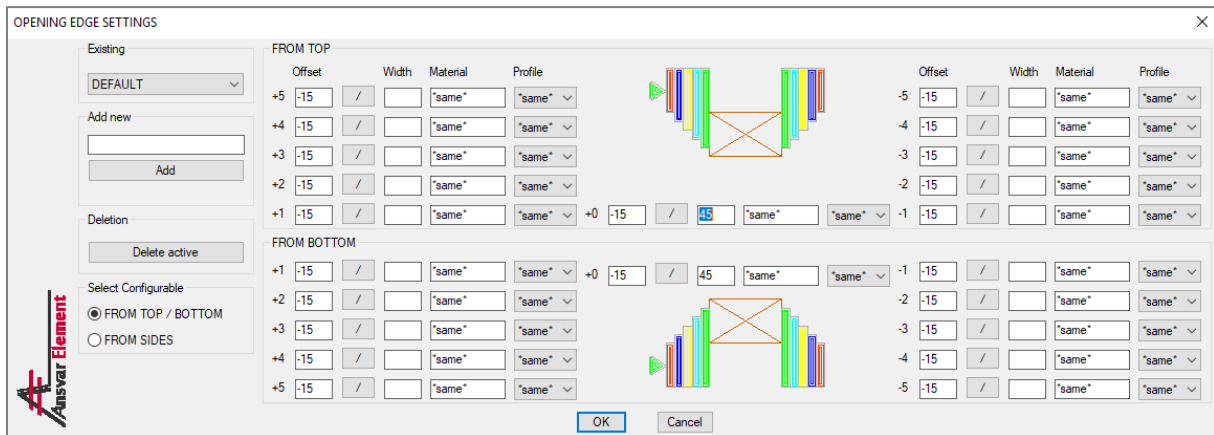 OPENING EDGE SETTINGS
Existing
DEFAULT
Add new
Add
Deletion
Delete active
Select Configurable
FROM TOP / BOTTOM
FROM SIDES
Ansvar Element
FROM TOP
Offset Width Material Profile Offset Width Material Profile
+5 -15 / *same* *same* -5 -15 / *same* *same*
+4 -15 / *same* *same* -4 -15 / *same* *same*
+3 -15 / *same* *same* -3 -15 / *same* *same*
+2 -15 / *same* *same* -2 -15 / *same* *same*
+1 -15 / *same* *same* +0 -15 / 45 *same* *same* -1 -15 / *same* *same*
FROM BOTTOM
+1 -15 / *same* *same* +0 -15 / 45 *same* *same* -1 -15 / *same* *same*
+2 -15 / *same* *same* -2 -15 / *same* *same*
+3 -15 / *same* *same* -3 -15 / *same* *same*
+4 -15 / *same* *same* -4 -15 / *same* *same*
+5 -15 / *same* *same* -5 -15 / *same* *same*
OK Cancel